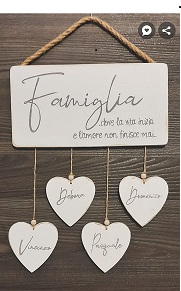 Famiglia
..dove la vita inizia
e l'amore non finisce mai..
Debora
Domenico
Vincenzo
Pasquale